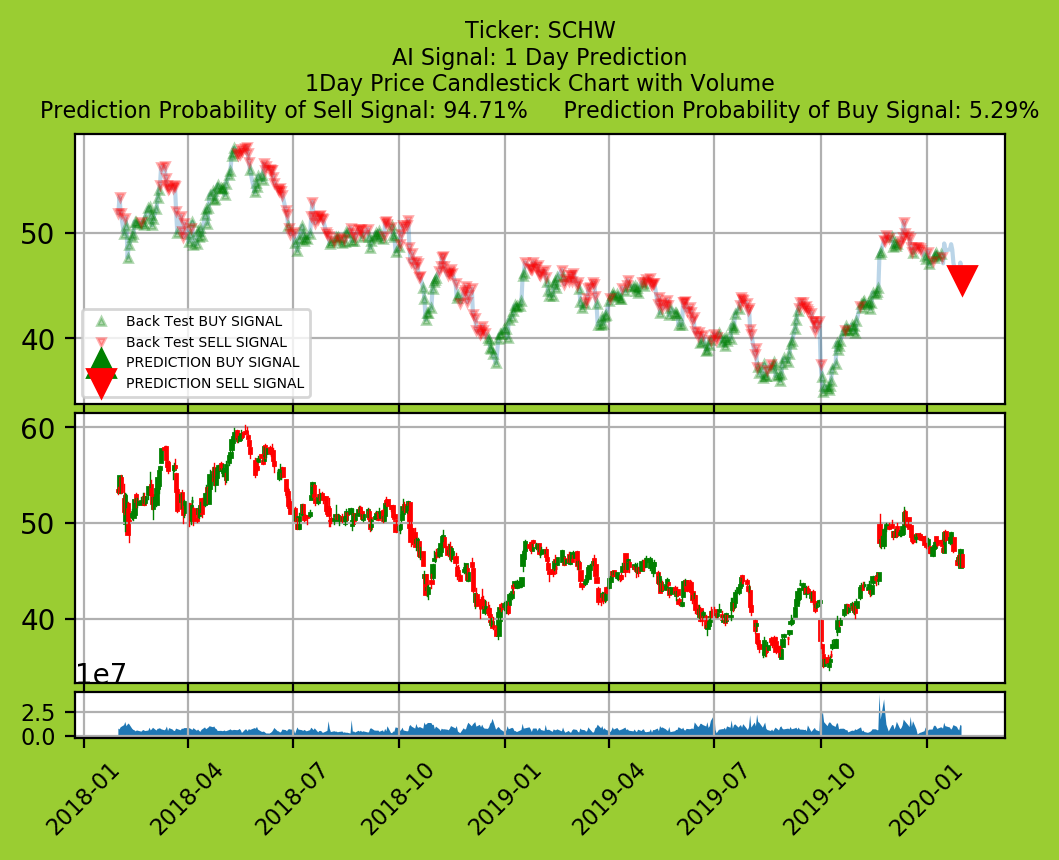 Ticker: SCHW
AI Signal: 1 Day Prediction
1Day Price Candlestick Chart with Volume
Prediction Probability of Sell Signal: 94.71% Prediction Probability of Buy Signal: 5.29%
50
40
Back Test BUY SIGNAL
Back Test SELL SIGNAL
PREDICTION BUY SIGNAL
PREDICTION SELL SIGNAL
60
50
40
1e7
2.5
0.0
2018-01
2018-04
2018-07
2018-10
2019-01
2019-04
2019-07
2019-10
2020-01